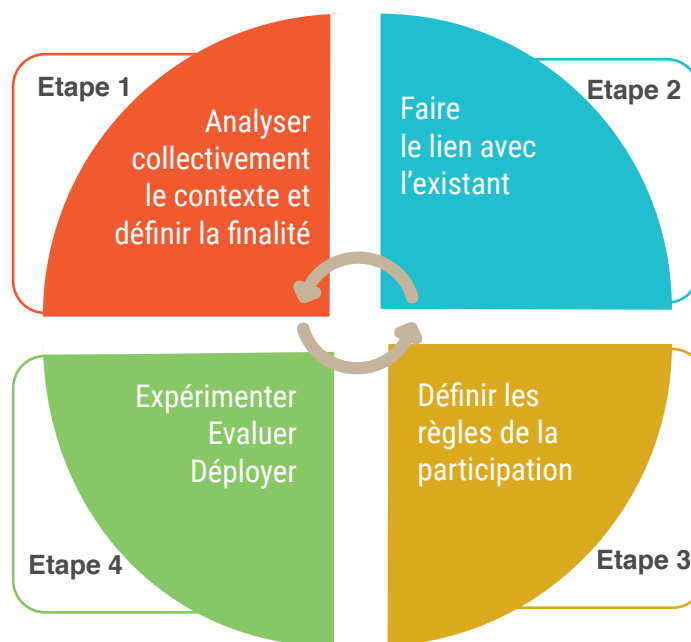 Etape 1
Analyser
collectivement
le contexte et
définir la finalité
Etape 2
Faire
le lien avec
l'existant
Définir les
règles de la
participation
Etape 3
Expérimenter
Evaluer
Déployer
Etape 4